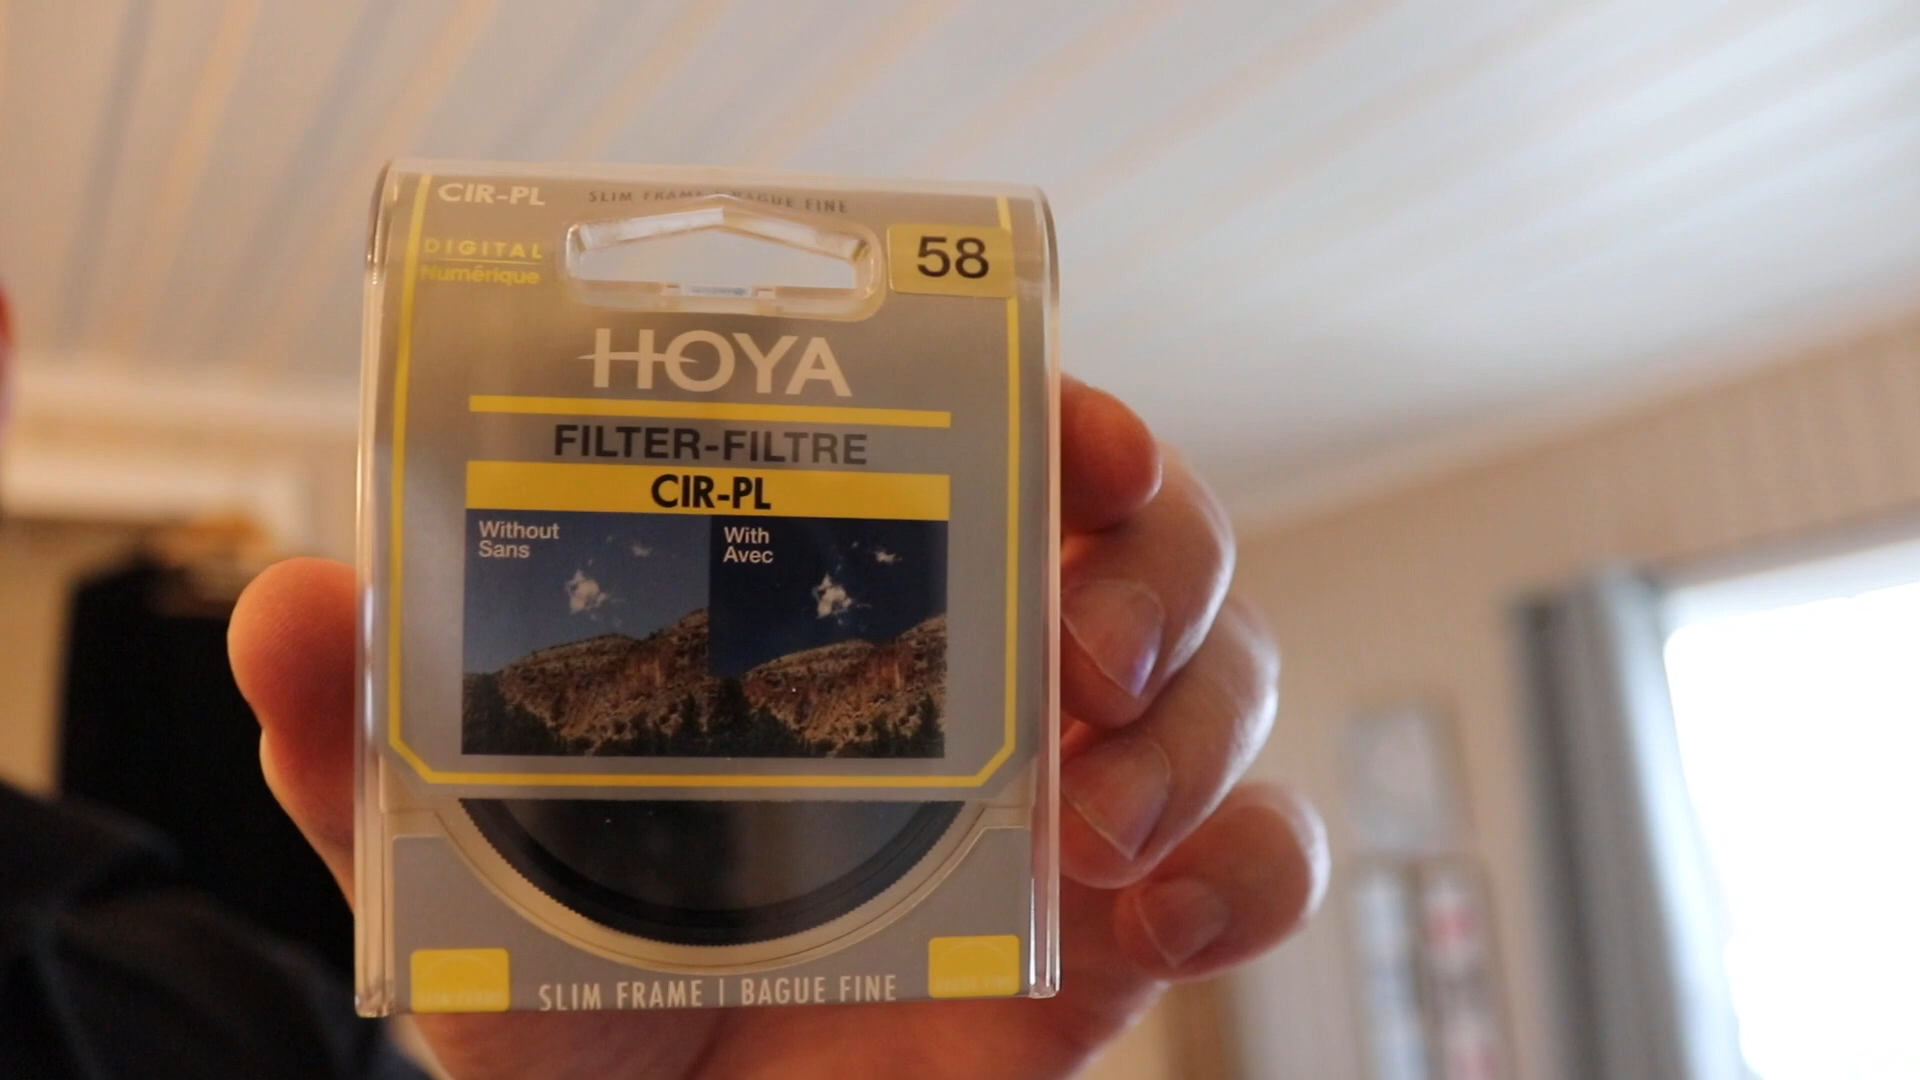 CIR-PL
SLIM FRAME | BAGUE FINE
DIGITAL
Numérique
58
HOYA
FILTER-FILTRE
CIR-PL
Without
Sans
With
Avec
SLIM FRAME | BAGUE FINE